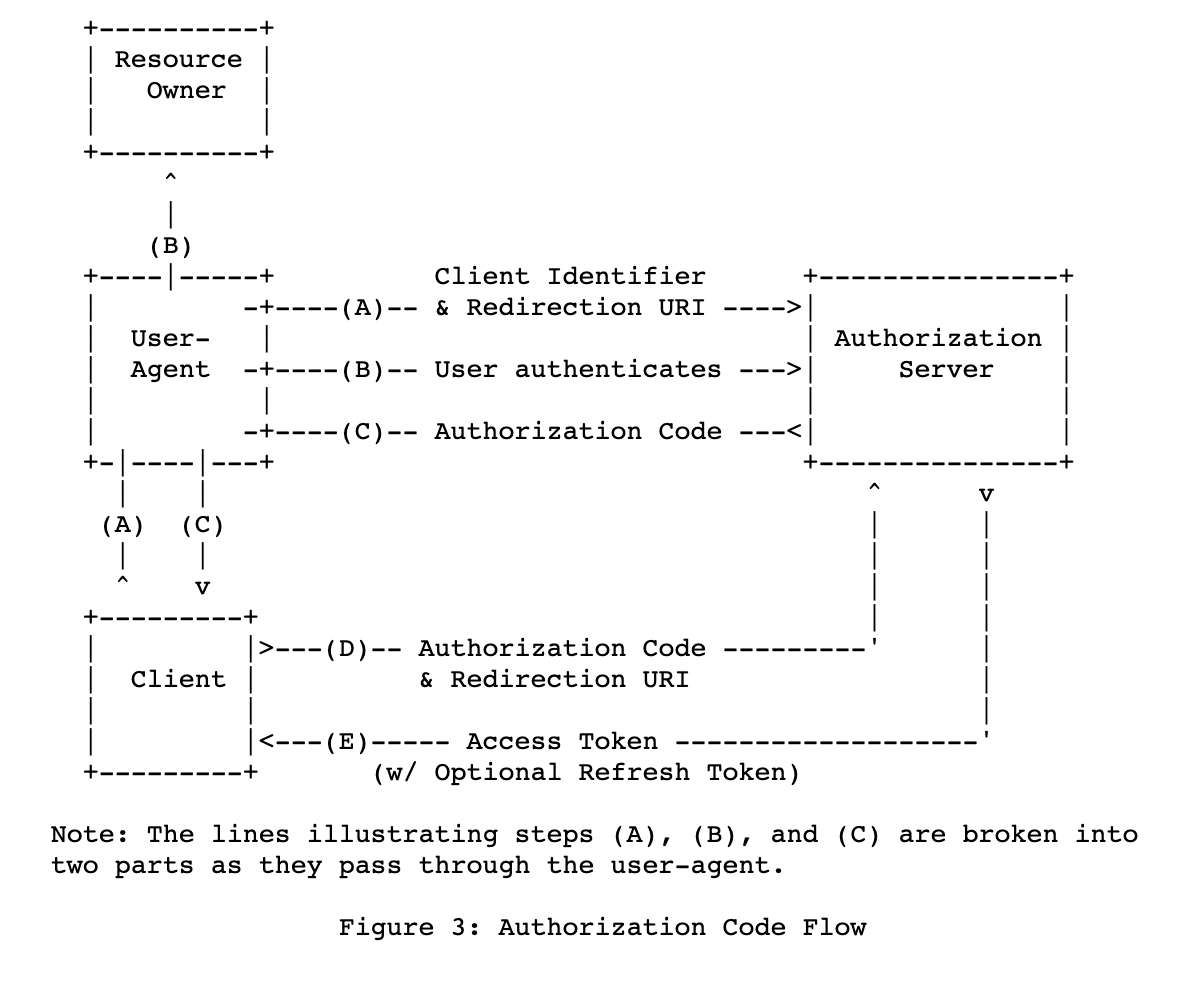 +----------+
| Resource |
|   Owner  |
|          |
+----------+
     ^
     |
    (B)
+----|-----+          Client Identifier      +---------------+
|         -+----(A)-- & Redirection URI ---->|               |
|  User-   |                                 | Authorization |
|  Agent  -+----(B)-- User authenticates --->|     Server    |
|          |                                 |               |
|         -+----(C)-- Authorization Code ---<|               |
+-|----|---+                                 +---------------+
  |    |                                         ^      v
 (A)  (C)                                        |      |
  |    |                                         |      |
  ^    v                                         |      |
+---------+                                      |      |
|         |>---(D)-- Authorization Code ---------'      |
|  Client |          & Redirection URI                  |
|         |                                             |
|         |<---(E)----- Access Token -------------------'
+---------+       (w/ Optional Refresh Token)
Note: The lines illustrating steps (A), (B), and (C) are broken into
two parts as they pass through the user-agent.
Figure 3: Authorization Code Flow